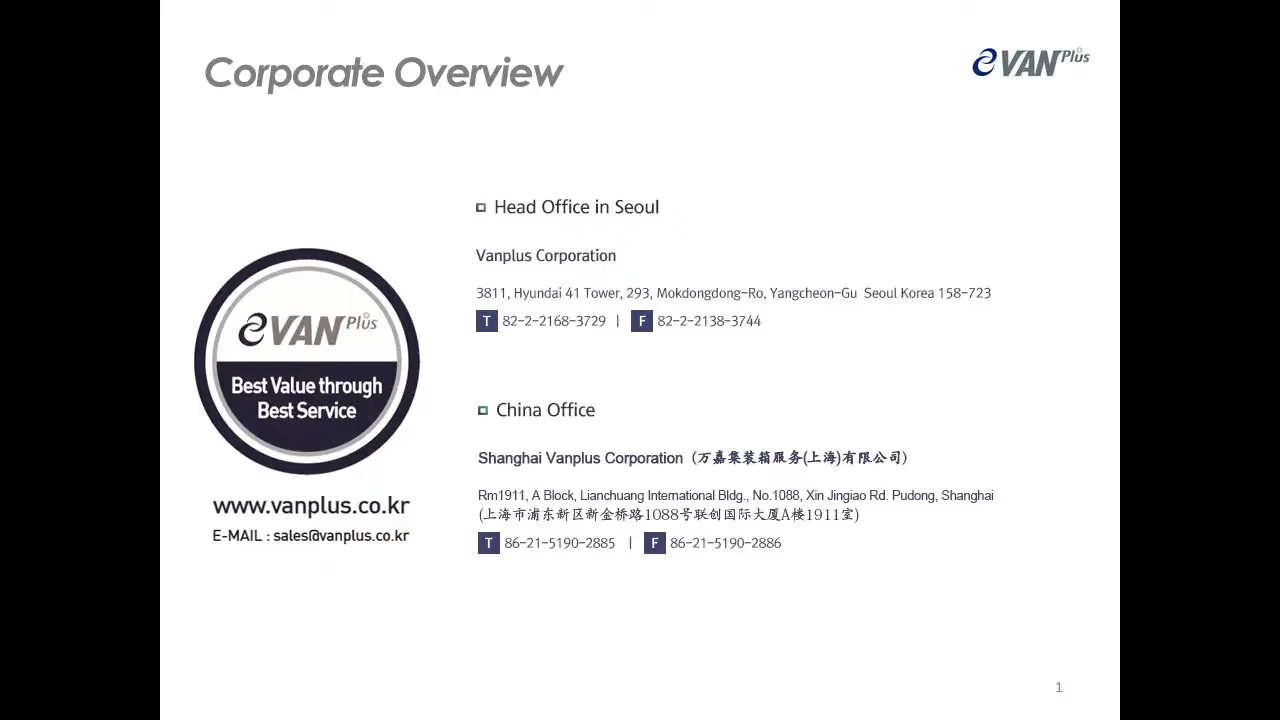 Corporate Overview
VAN Plus
Head Office in Seoul
Vanplus Corporation
3811, Hyundai 41 Tower, 293, Mokdongdong-Ro, Yangcheon-Gu Seoul Korea 158-723
T 82-2-2168-3729 | F 82-2-2138-3744
VAN Plus
Best Value through
Best Service
www.vanplus.co.kr
E-MAIL : sales@vanplus.co.kr
China Office
Shanghai Vanplus Corporation (万嘉集装箱服务(上海)有限公司)
Rm1911, A Block, Lianchuang International Bldg., No.1088, Xin Jingiao Rd. Pudong, Shanghai
(上海市浦东新区新金桥路1088号联创国际大厦A楼1911室)
T 86-21-5190-2885 | F 86-21-5190-2886
1